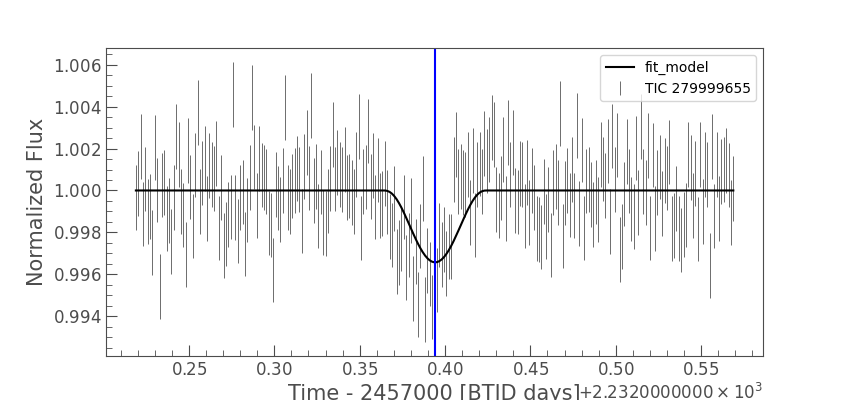 1.006
1.004
1.002
1.000
0.998
0.996
0.994
Normalized Flux
fit_model
TIC 279999655
0.25 0.30 0.35 0.40 0.45 0.50 0.55
Time - 2457000 [BTJD days]
+2.2320000000 × 10³